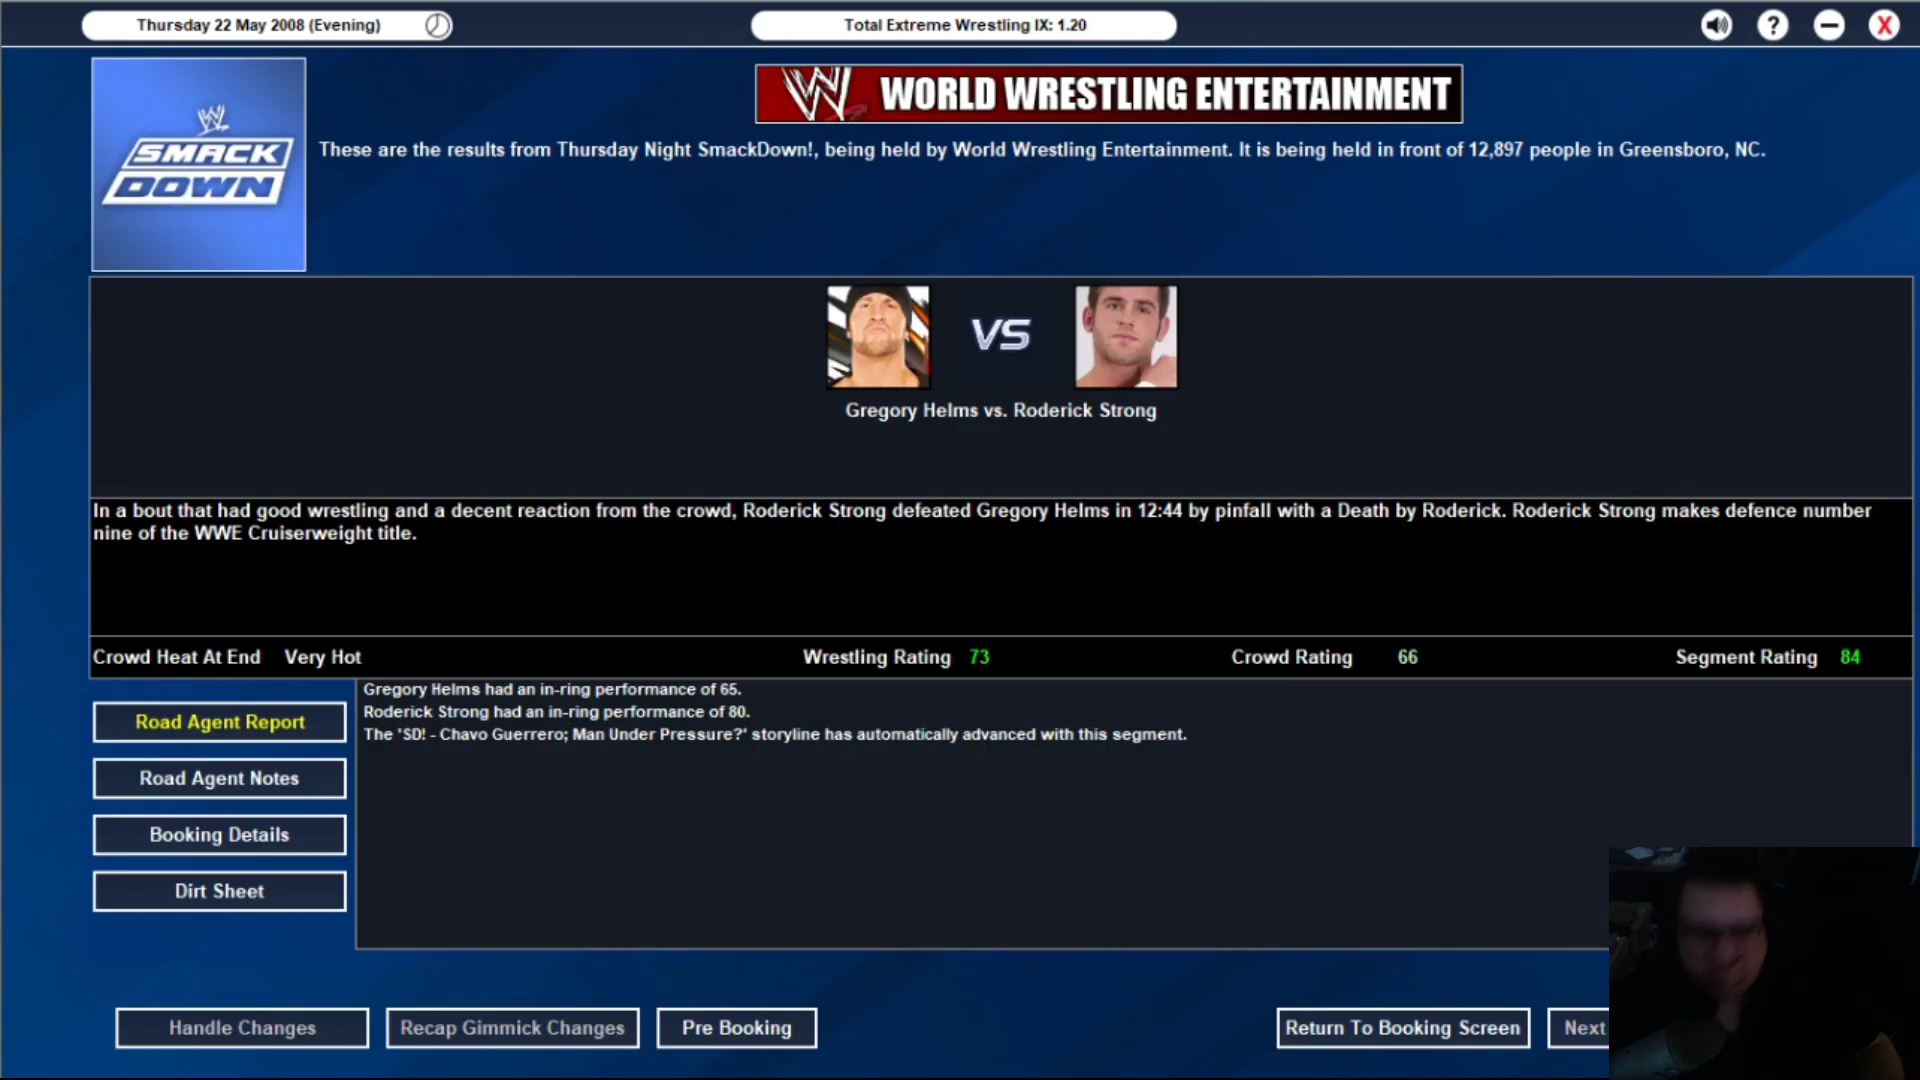 Thursday 22 May 2008 (Evening)
Total Extreme Wrestling IX: 1.20
?
X
W
SMACK
DOWN
W WORLD WRESTLING ENTERTAINMENT
These are the results from Thursday Night SmackDown!, being held by World Wrestling Entertainment. It is being held in front of 12,897 people in Greensboro, NC.
VS
Gregory Helms vs. Roderick Strong
In a bout that had good wrestling and a decent reaction from the crowd, Roderick Strong defeated Gregory Helms in 12:44 by pinfall with a Death by Roderick. Roderick Strong makes defence number
nine of the WWE Cruiserweight title.
Crowd Heat At End Very Hot Wrestling Rating 73 Crowd Rating 66 Segment Rating 84
Gregory Helms had an in-ring performance of 65.
Roderick Strong had an in-ring performance of 80.
The 'SD! - Chavo Guerrero; Man Under Pressure?' storyline has automatically advanced with this segment.
Road Agent Report
Road Agent Notes
Booking Details
Dirt Sheet
Handle Changes Recap Gimmick Changes Pre Booking Return To Booking Screen Next